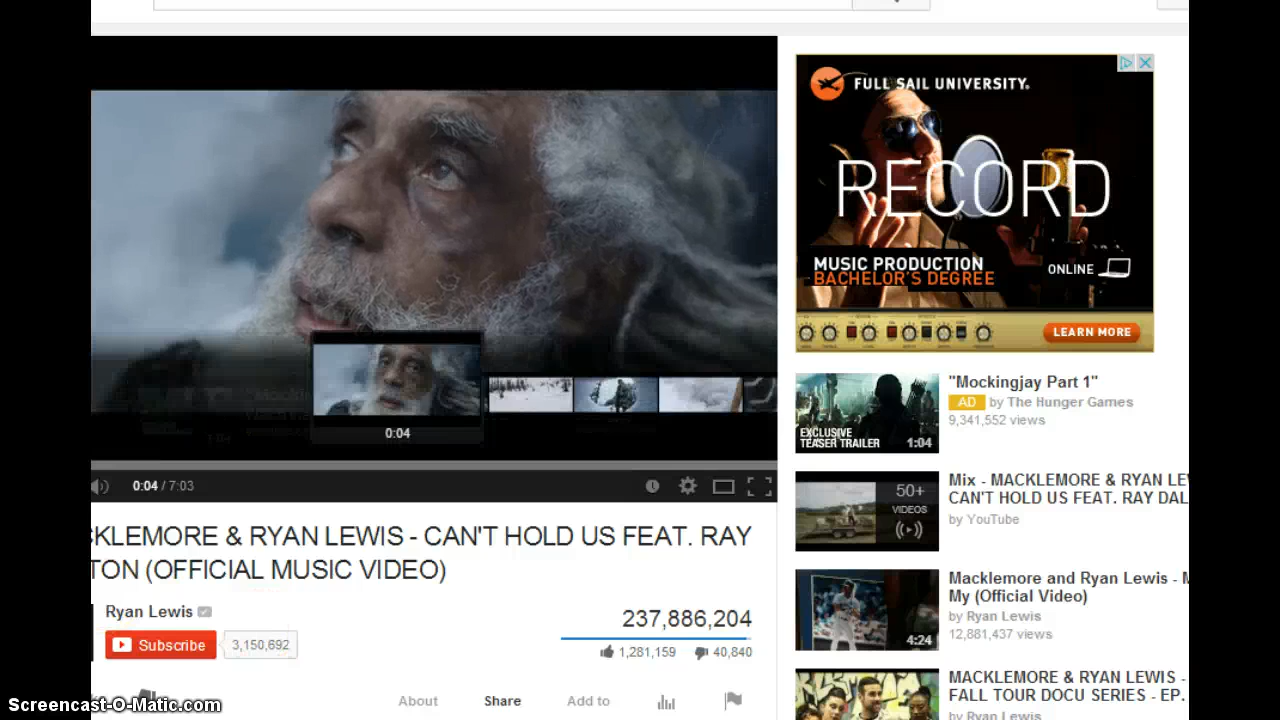 FULL SAIL UNIVERSITY.
RECORD
MUSIC PRODUCTION
BACHELOR'S DEGREE
ONLINE
LEARN MORE
0:04
0:04 / 7:03
CKLEMORE & RYAN LEWIS - CAN'T HOLD US FEAT. RAY
TON (OFFICIAL MUSIC VIDEO)
Ryan Lewis
Subscribe
3,150,692
237,886,204
1,281,159
40,840
About
Share
Add to
EXCLUSIVE
TEASER TRAILER
1:04
"Mockingjay Part 1"
AD by The Hunger Games
9,341,552 views
50+
VIDEOS
Mix - MACKLEMORE & RYAN LE
CAN'T HOLD US FEAT. RAY DAL
by YouTube
4:24
Macklemore and Ryan Lewis -
My (Official Video)
by Ryan Lewis
12,881,437 views
MACKLEMORE & RYAN LEWIS -
FALL TOUR DOCU SERIES - EP.
by Ryan Lewis
Screencast-O-Matic.com